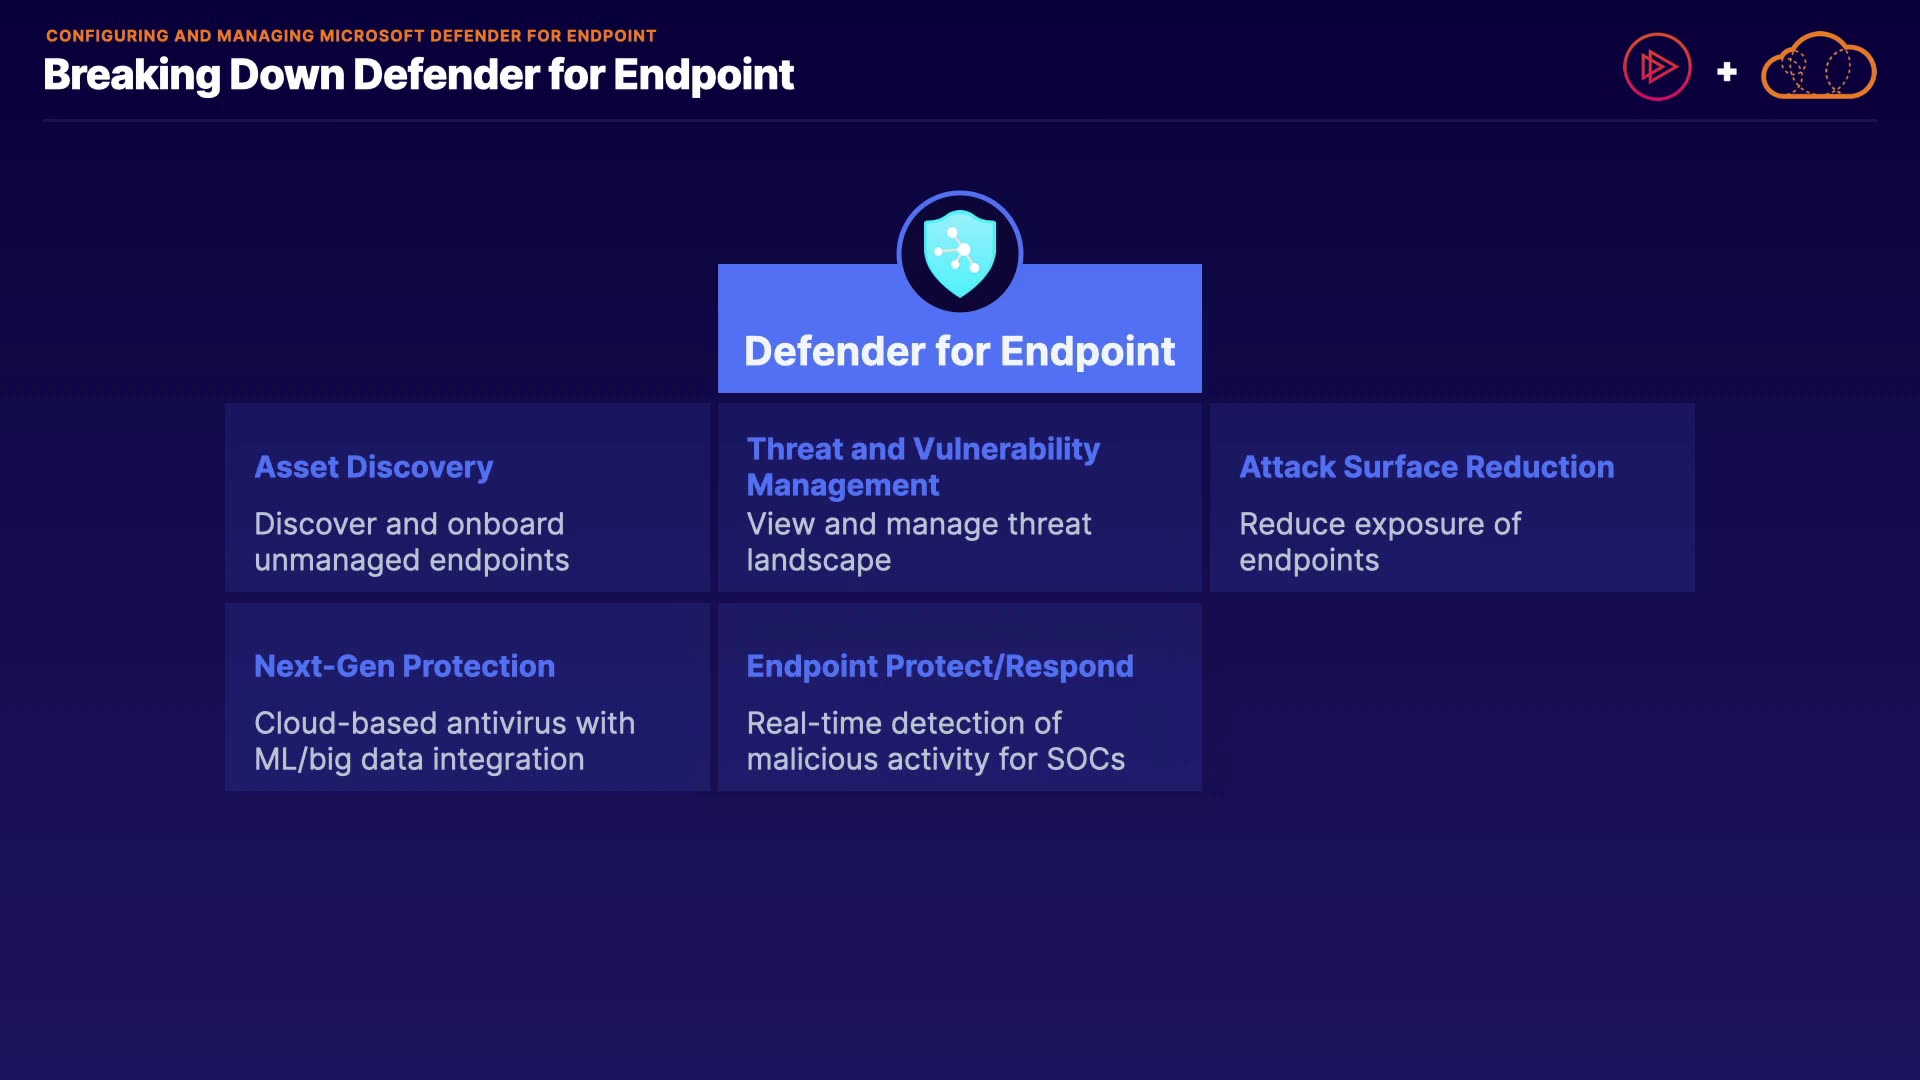 CONFIGURING AND MANAGING MICROSOFT DEFENDER FOR ENDPOINT
Breaking Down Defender for Endpoint
+
Defender for Endpoint
Asset Discovery
Discover and onboard
unmanaged endpoints
Threat and Vulnerability
Management
View and manage threat
landscape
Attack Surface Reduction
Reduce exposure of
endpoints
Next-Gen Protection
Cloud-based antivirus with
ML/big data integration
Endpoint Protect/Respond
Real-time detection of
malicious activity for SOCs